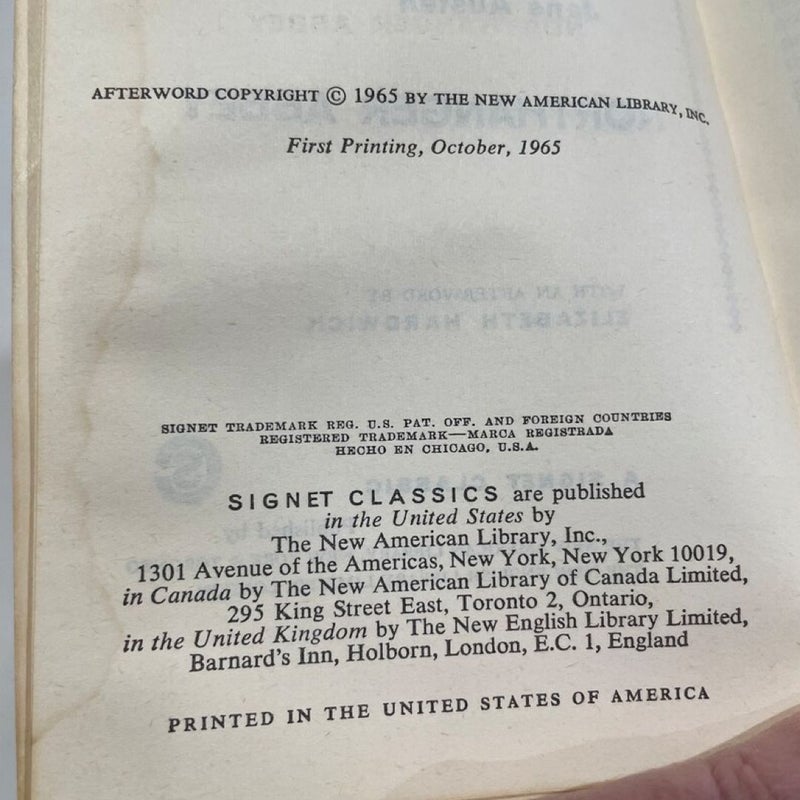 AFTERWORD COPYRIGHT © 1965 BY THE NEW AMERICAN LIBRARY, INC.
First Printing, October, 1965
SIGNET TRADEMARK REG. U.S. PAT. OFF. AND FOREIGN COUNTRIES
REGISTERED TRADEMARK—MARCA REGISTRADA
HECHO EN CHICAGO, U.S.A.
SIGNET CLASSICS are published
in the United States by
The New American Library, Inc.,
1301 Avenue of the Americas, New York, New York 10019,
in Canada by The New American Library of Canada Limited,
295 King Street East, Toronto 2, Ontario,
in the United Kingdom by The New English Library Limited,
Barnard's Inn, Holborn, London, E.C. 1, England
PRINTED IN THE UNITED STATES OF AMERICA